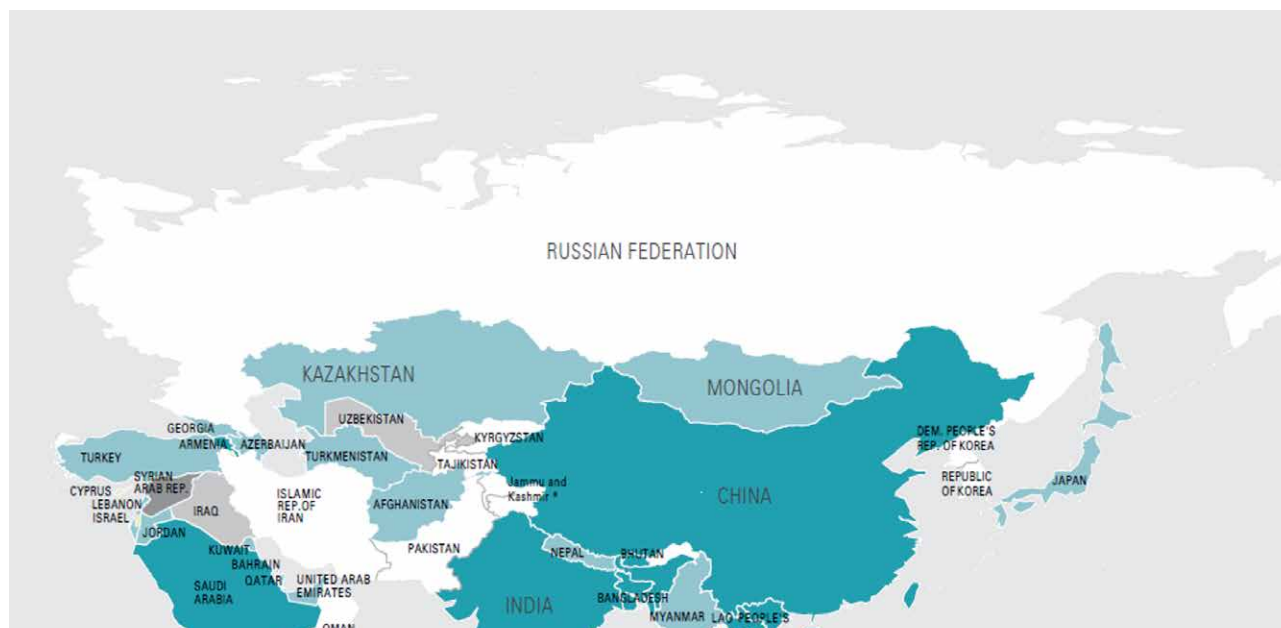 RUSSIAN FEDERATION
KAZAKHSTAN
MONGOLIA
UZBEKISTAN
GEORGIA
ARMENIA
AZERBAIJAN
KYRGYZSTAN
DEM. PEOPLE'S
REP. OF KOREA
TURKEY
TURKMENISTAN
TAJIKISTAN
SYRIAN
ARAB REP.
Jammu and
Kashmir *
REPUBLIC
OF KOREA
JAPAN
CYPRUS
LEBANON
ISRAEL
IRAQ
ISLAMIC
REP. OF
IRAN
AFGHANISTAN
CHINA
JORDAN
KUWAIT
PAKISTAN
NEPAL
BHUTAN
BAHRAIN
QATAR
UNITED ARAB
EMIRATES
SAUDI
ARABIA
INDIA
BANGLADESH
MYANMAR
LAO PEOPLE'S
OMAN